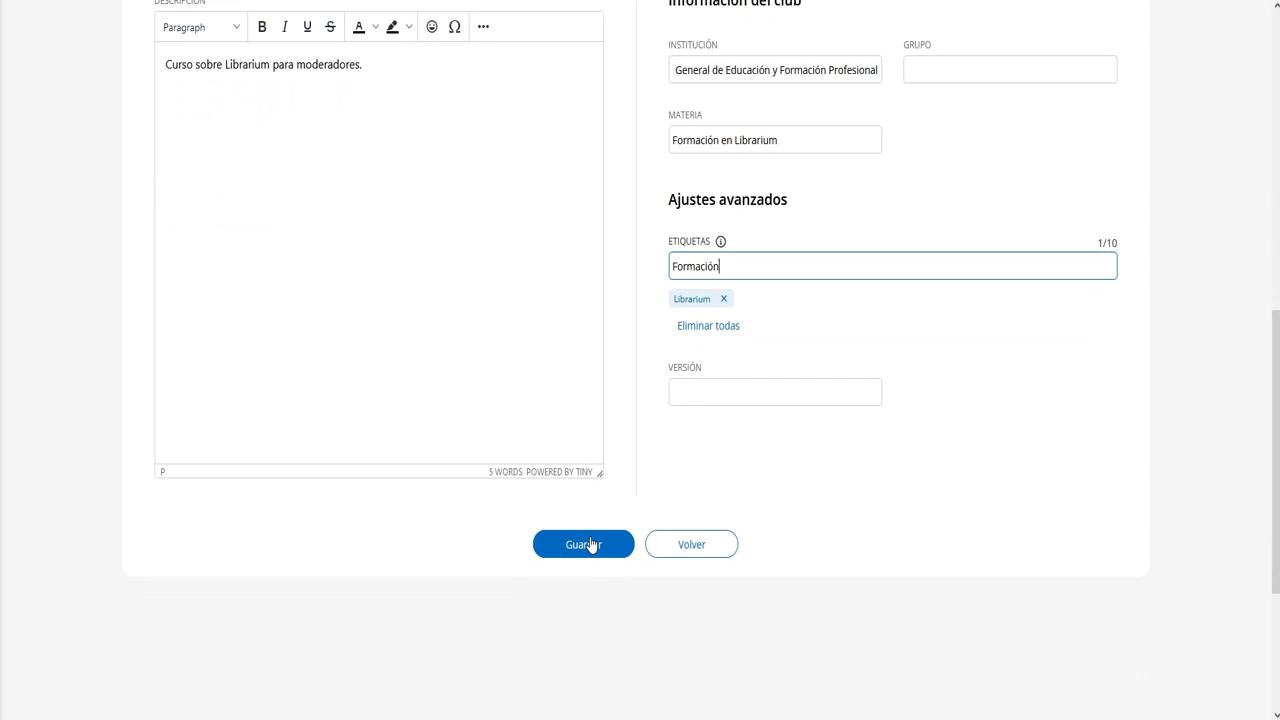 DESCRIPCIÓN
Paragraph
B I U S A
Curso sobre Librarium para moderadores.
P
5 WORDS POWERED BY TINY
Información del club
INSTITUCIÓN
GRUPO
General de Educación y Formación Profesional
MATERIA
Formación en Librarium
Ajustes avanzados
ETIQUETAS
1/10
Formación
Librarium
Eliminar todas
VERSIÓN
Guardar
Volver